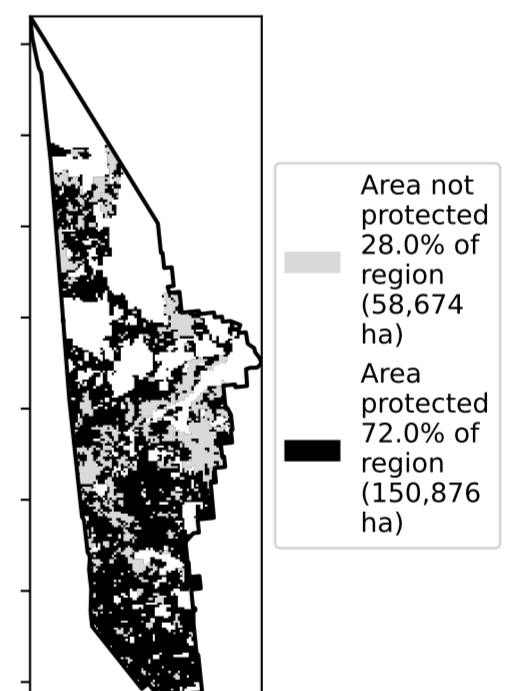 Area not
protected
28.0% of
region
(58,674
ha)
Area
protected
72.0% of
region
(150,876
ha)